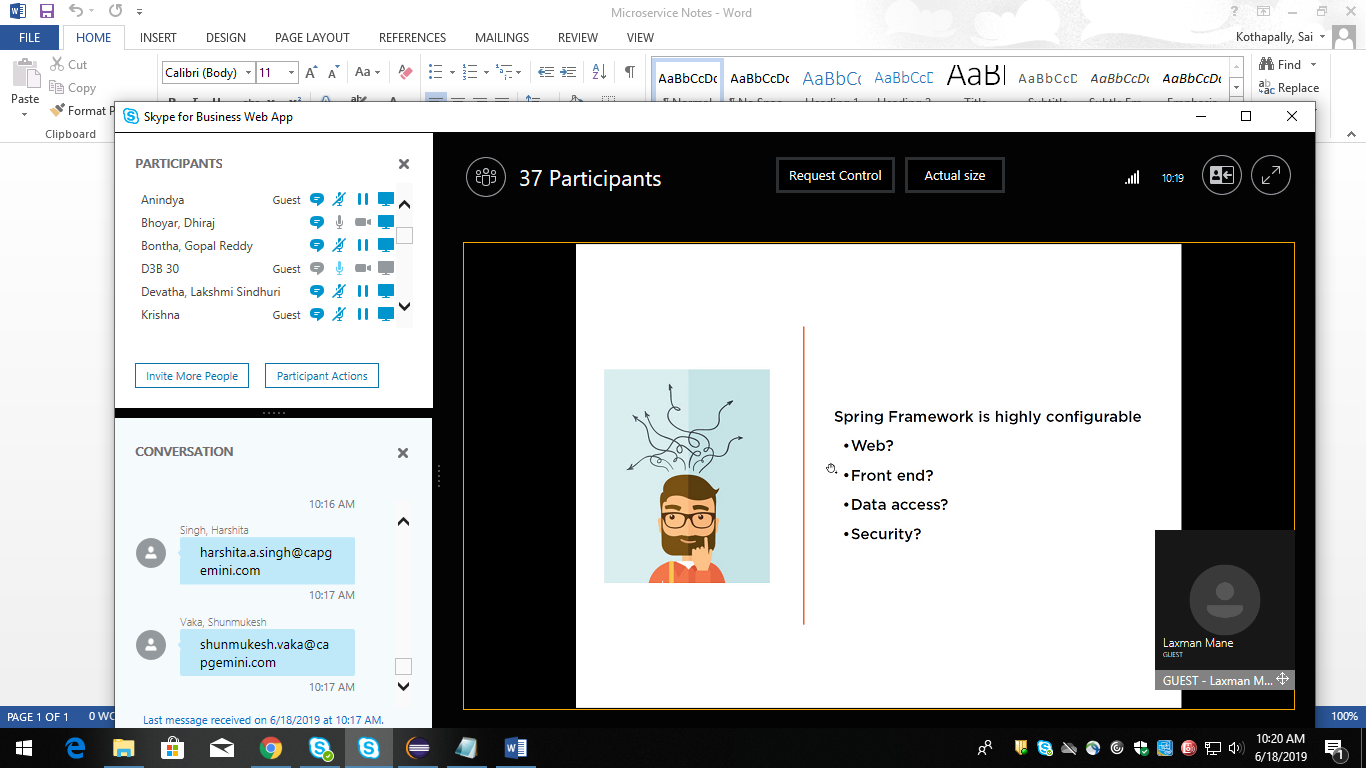 Microservice Notes - Word
FILE
HOME
INSERT
DESIGN
PAGE LAYOUT
REFERENCES
MAILINGS
REVIEW
VIEW
Kothapally, Sai
Paste
Cut
Copy
Format P
Clipboard
Calibri (Body)
11
Aa
AaBbCcDc
AaBbCcDc
AaBbCc
AaBbCcC
AaBl
AaBbCcD
AaBbCcDc
AaBbCcDc
Find
Replace
Skype for Business Web App
PARTICIPANTS
Anindya Guest
Bhoyar, Dhiraj
Bontha, Gopal Reddy
D3B 30 Guest
Devatha, Lakshmi Sindhuri
Krishna Guest
Invite More People
Participant Actions
CONVERSATION
10:16 AM
Singh, Harshita
harshita.a.singh@capg
emini.com
10:17 AM
Vaka, Shunmukesh
shunmukesh.vaka@ca
pgemini.com
10:17 AM
Last message received on 6/18/2019 at 10:17 AM.
37 Participants
Request Control
Actual size
10:19
Spring Framework is highly configurable
•Web?
•Front end?
•Data access?
•Security?
Laxman Mane
GUEST
GUEST - Laxman M...
PAGE 1 OF 1
0 WO
100%
10:20 AM
6/18/2019
1